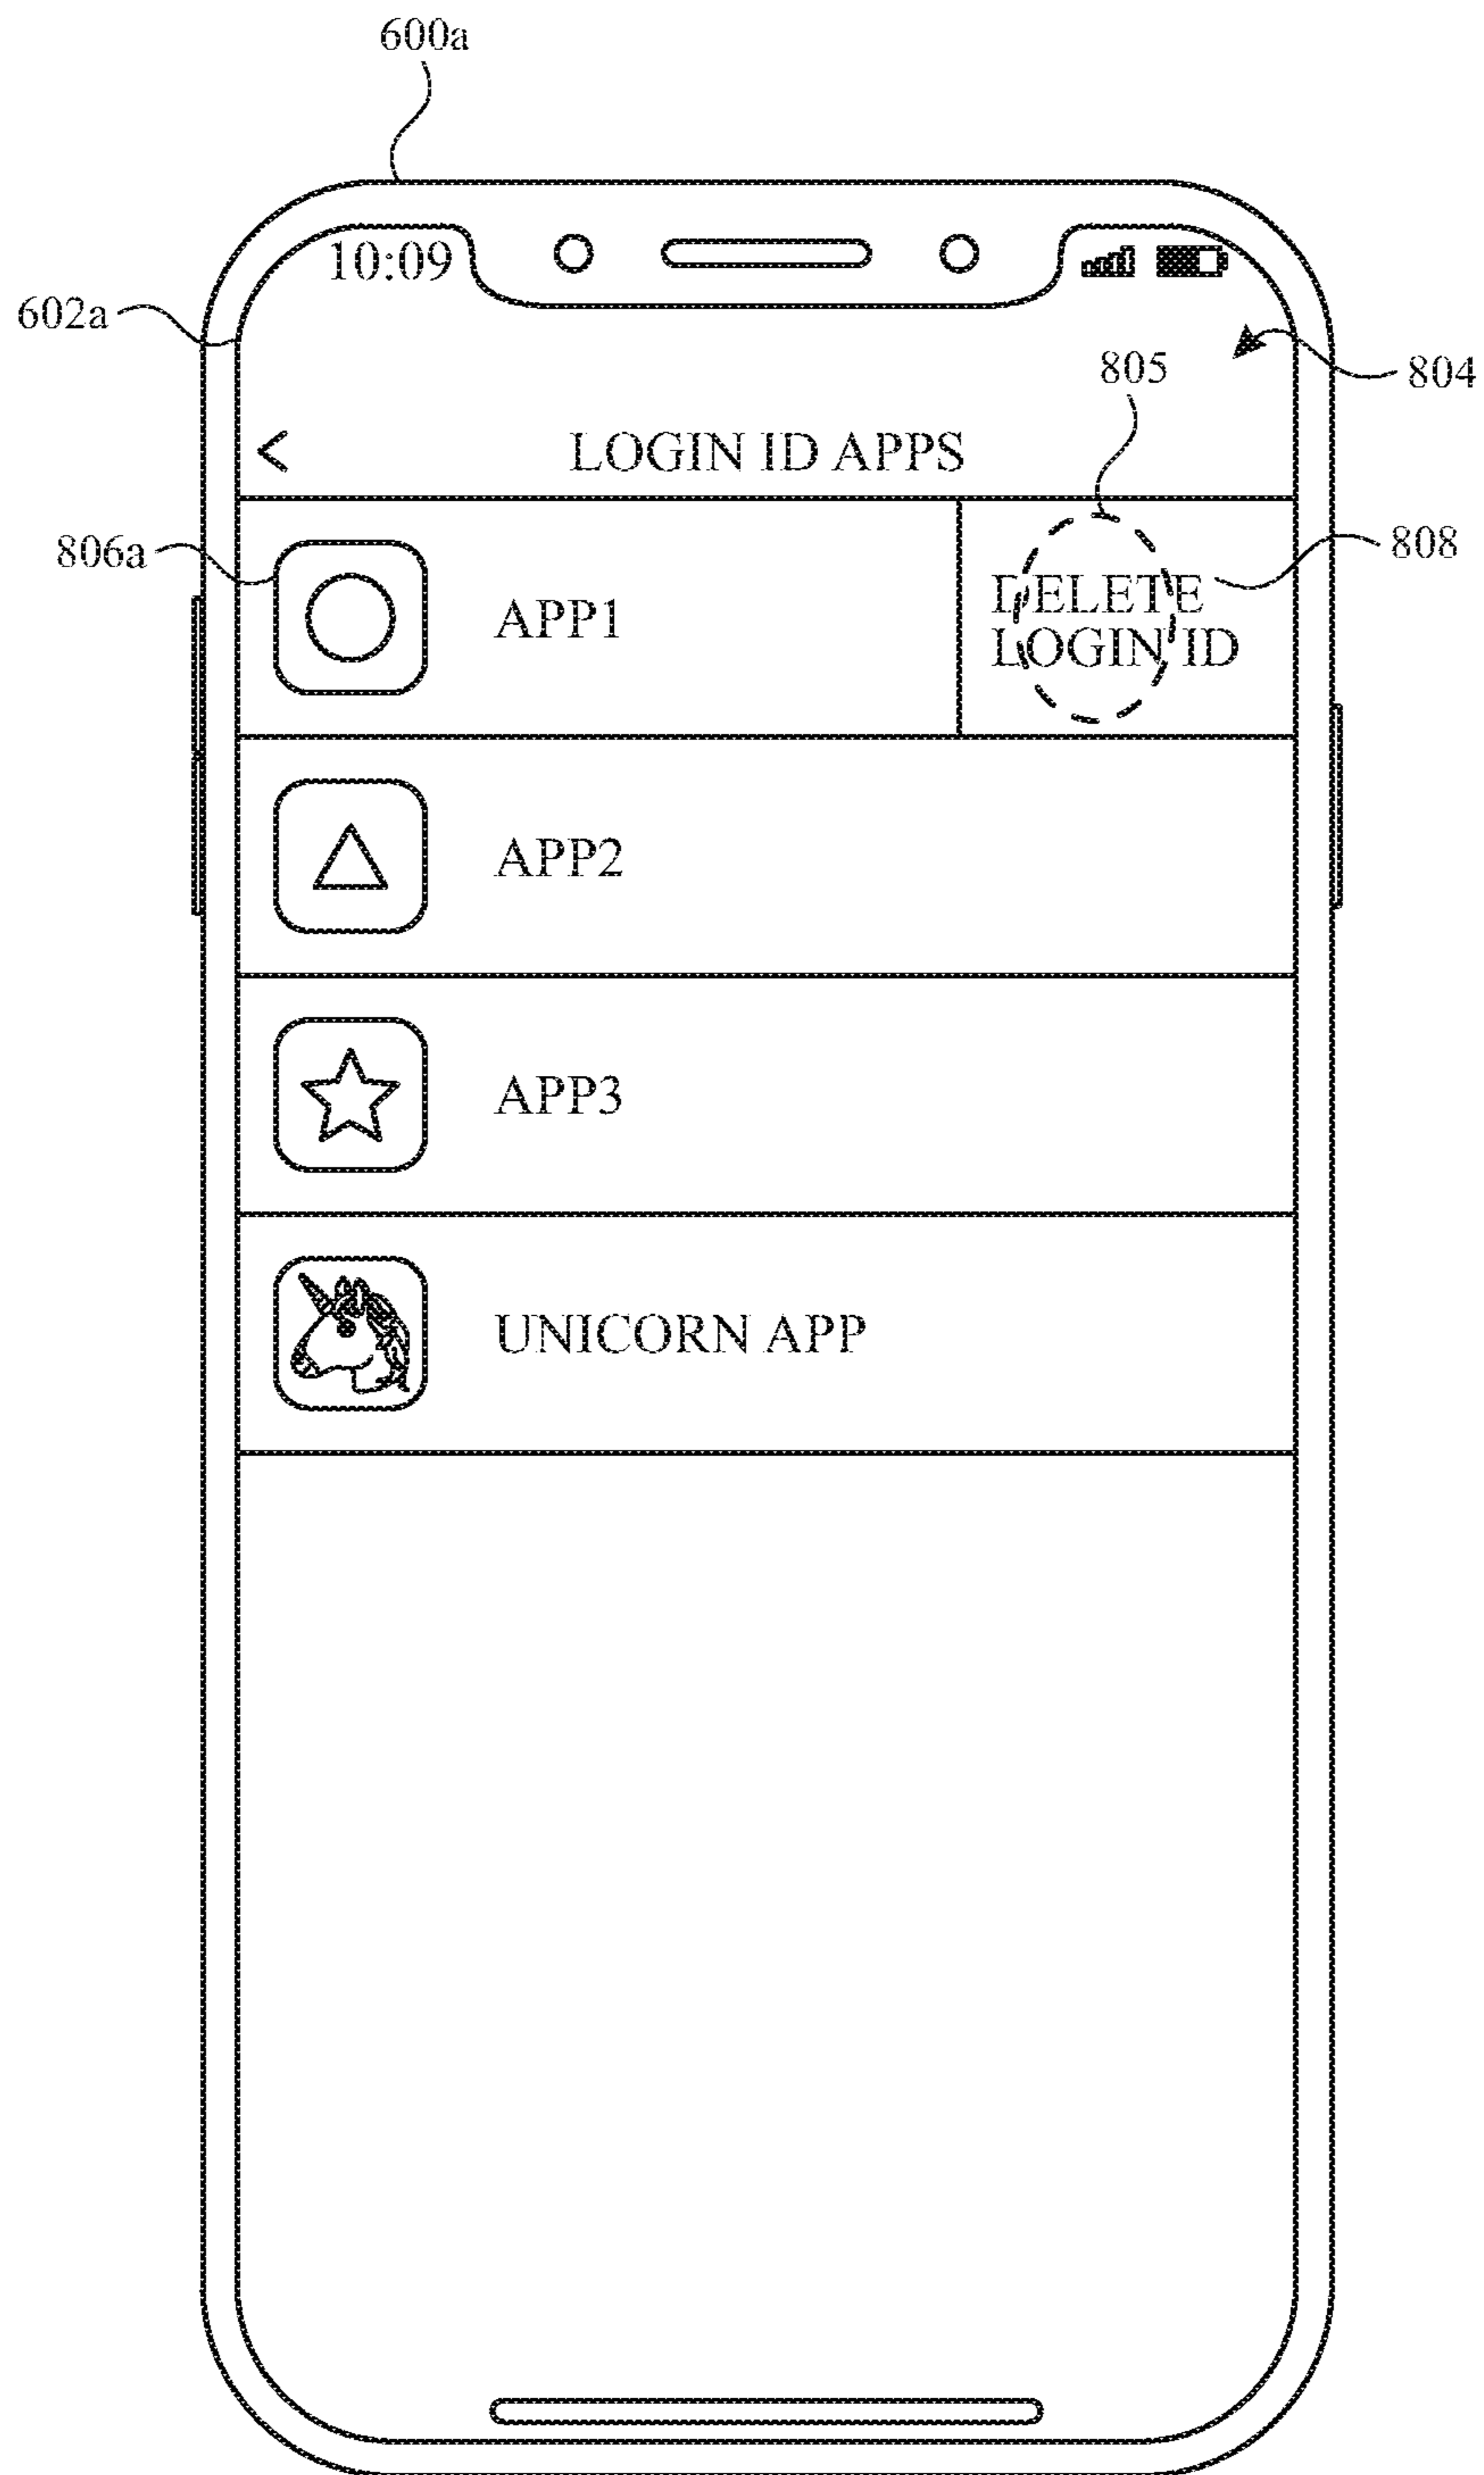 600a
10:09
602a
805
804
<
LOGIN ID APPS
806a
APP1
DELETE
LOGIN ID
808
APP2
APP3
UNICORN APP